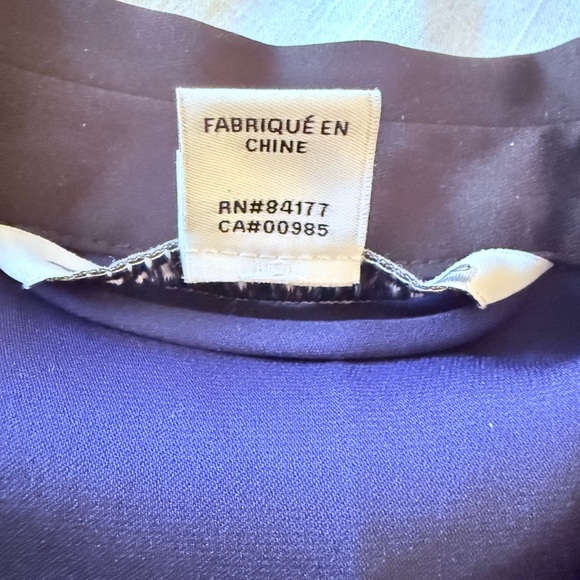 FABRIQUÉ EN
CHINE
RN#84177
CA#00985